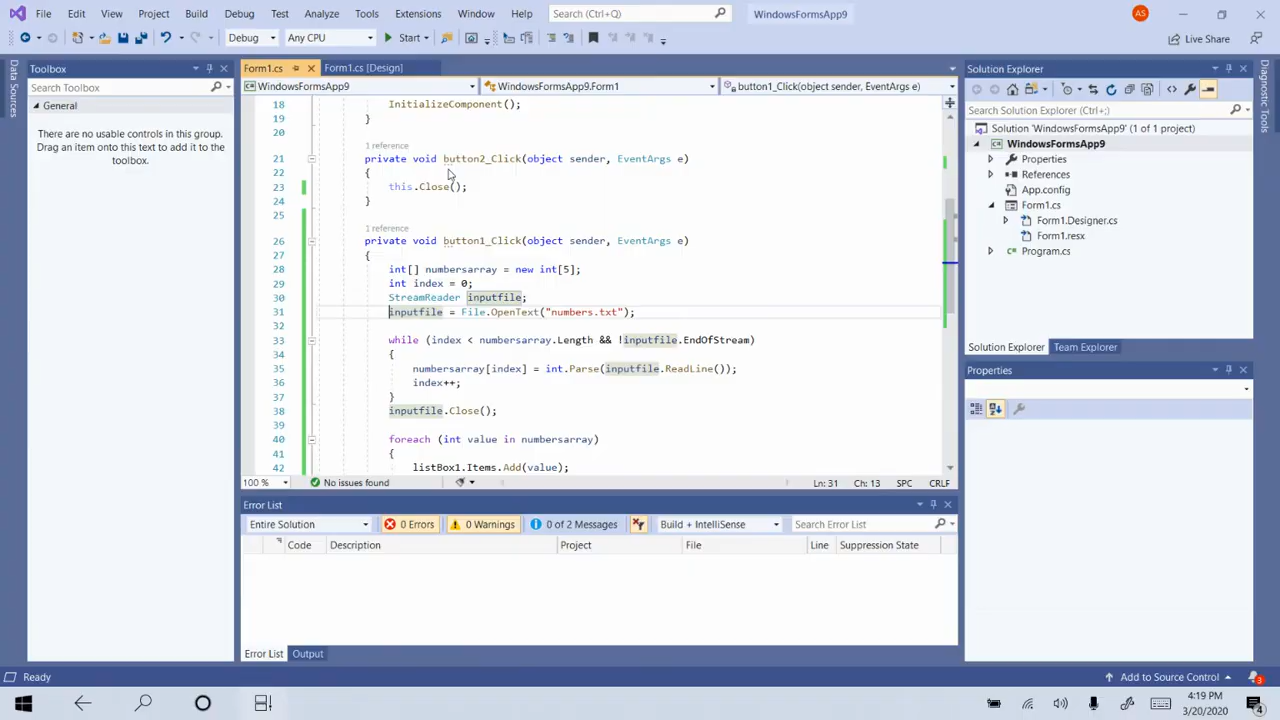 File Edit View Project Build Debug Test Analyze Tools Extensions Window Help Search (Ctrl+Q) WindowsFormsApp9 AS
Debug Any CPU Start Live Share
Data Sources
Toolbox
Search Toolbox
General
There are no usable controls in this group.
Drag an item onto this text to add it to the
toolbox.
Form1.cs Form1.cs [Design]
WindowsFormsApp9 WindowsFormsApp9.Form1 button1_Click(object sender, EventArgs e)
18 InitializeComponent();
19 }
20
1 reference
21 private void button2_Click(object sender, EventArgs e)
22 {
23 this.Close();
24 }
25
1 reference
26 private void button1_Click(object sender, EventArgs e)
27 {
28 int[] numbersarray = new int[5];
29 int index = 0;
30 StreamReader inputfile;
31 inputfile = File.OpenText("numbers.txt");
32
33 while (index < numbersarray.Length && !inputfile.EndOfStream)
34 {
35 numbersarray[index] = int.Parse(inputfile.ReadLine());
36 index++;
37 }
38 inputfile.Close();
39
40 foreach (int value in numbersarray)
41 {
42 listBox1.Items.Add(value);
100 % No issues found Ln: 31 Ch: 13 SPC CRLF
Error List
Entire Solution 0 Errors 0 Warnings 0 of 2 Messages Build + IntelliSense Search Error List
Code Description Project File Line Suppression State
Error List Output
Solution Explorer
Search Solution Explorer (Ctrl+;)
Solution 'WindowsFormsApp9' (1 of 1 project)
WindowsFormsApp9
Properties
References
App.config
Form1.cs
Form1.Designer.cs
Form1.resx
Program.cs
Solution Explorer Team Explorer
Properties
Diagnostic Tools
Ready Add to Source Control 3
4:19 PM
3/20/2020
4